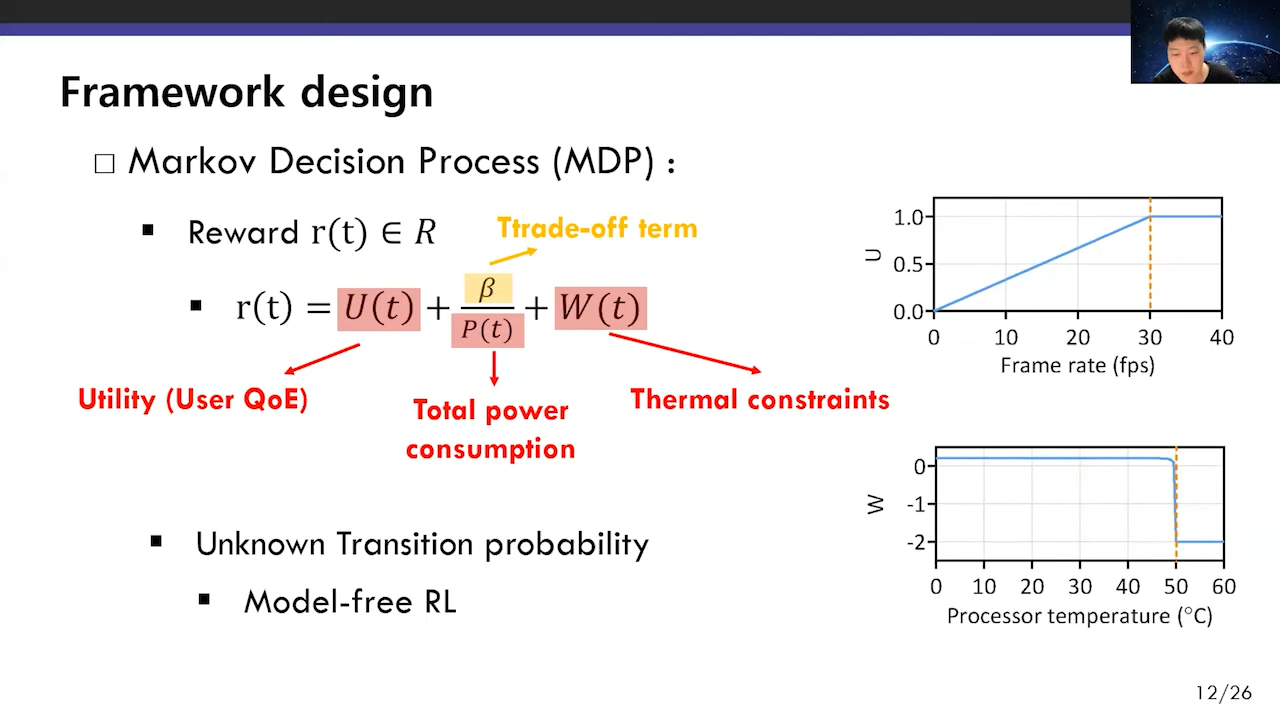 Framework design
Markov Decision Process (MDP) :
Reward r(t) ∈ R
Ttrade-off term
r(t) = U(t) + β/P(t) + W(t)
Utility (User QoE)
Total power
consumption
Thermal constraints
Unknown Transition probability
Model-free RL
U
1.0
0.5
0.0
0 10 20 30 40
Frame rate (fps)
W
0
-1
-2
0 10 20 30 40 50 60
Processor temperature (°C)
12/26